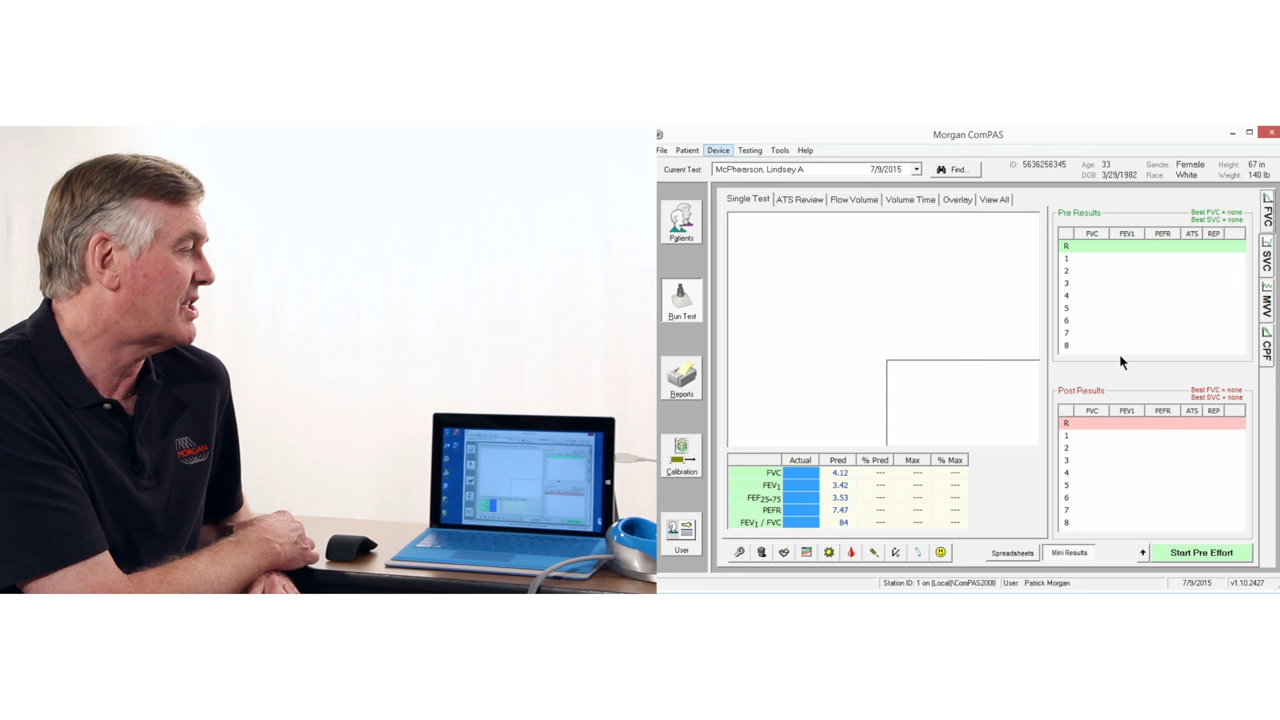 MORGAN
Morgan ComPAS
File Patient Device Testing Tools Help
Current Test: McPhearson, Lindsey A 7/9/2015 Find... ID: 5636256345 Age: 33 Gender: Female Height: 67 in
DOB: 3/29/1982 Race: White Weight: 140 lb
Single Test ATS Review Flow Volume Volume Time Overlay View All
Patients
Run Test
Reports
Calibration
User
Pre Results Best FVC = none
Best SVC = none
FVC FEV1 PEFR ATS REP
R
1
2
3
4
5
6
7
8
Post Results Best FVC = none
Best SVC = none
FVC FEV1 PEFR ATS REP
R
1
2
3
4
5
6
7
8
FVC
SVC
MVV
CPF
Actual Pred % Pred Max % Max
FVC 4.12 --- --- ---
FEV1 3.42 --- --- ---
FEF25-75 3.53 --- --- ---
PEFR 7.47 --- --- ---
FEV1 / FVC 84 --- --- ---
Spreadsheets Mini Results Start Pre Effort
Station ID: 1 on (Local)\ComPAS2008 User: Patrick Morgan 7/9/2015 v1.10.2427